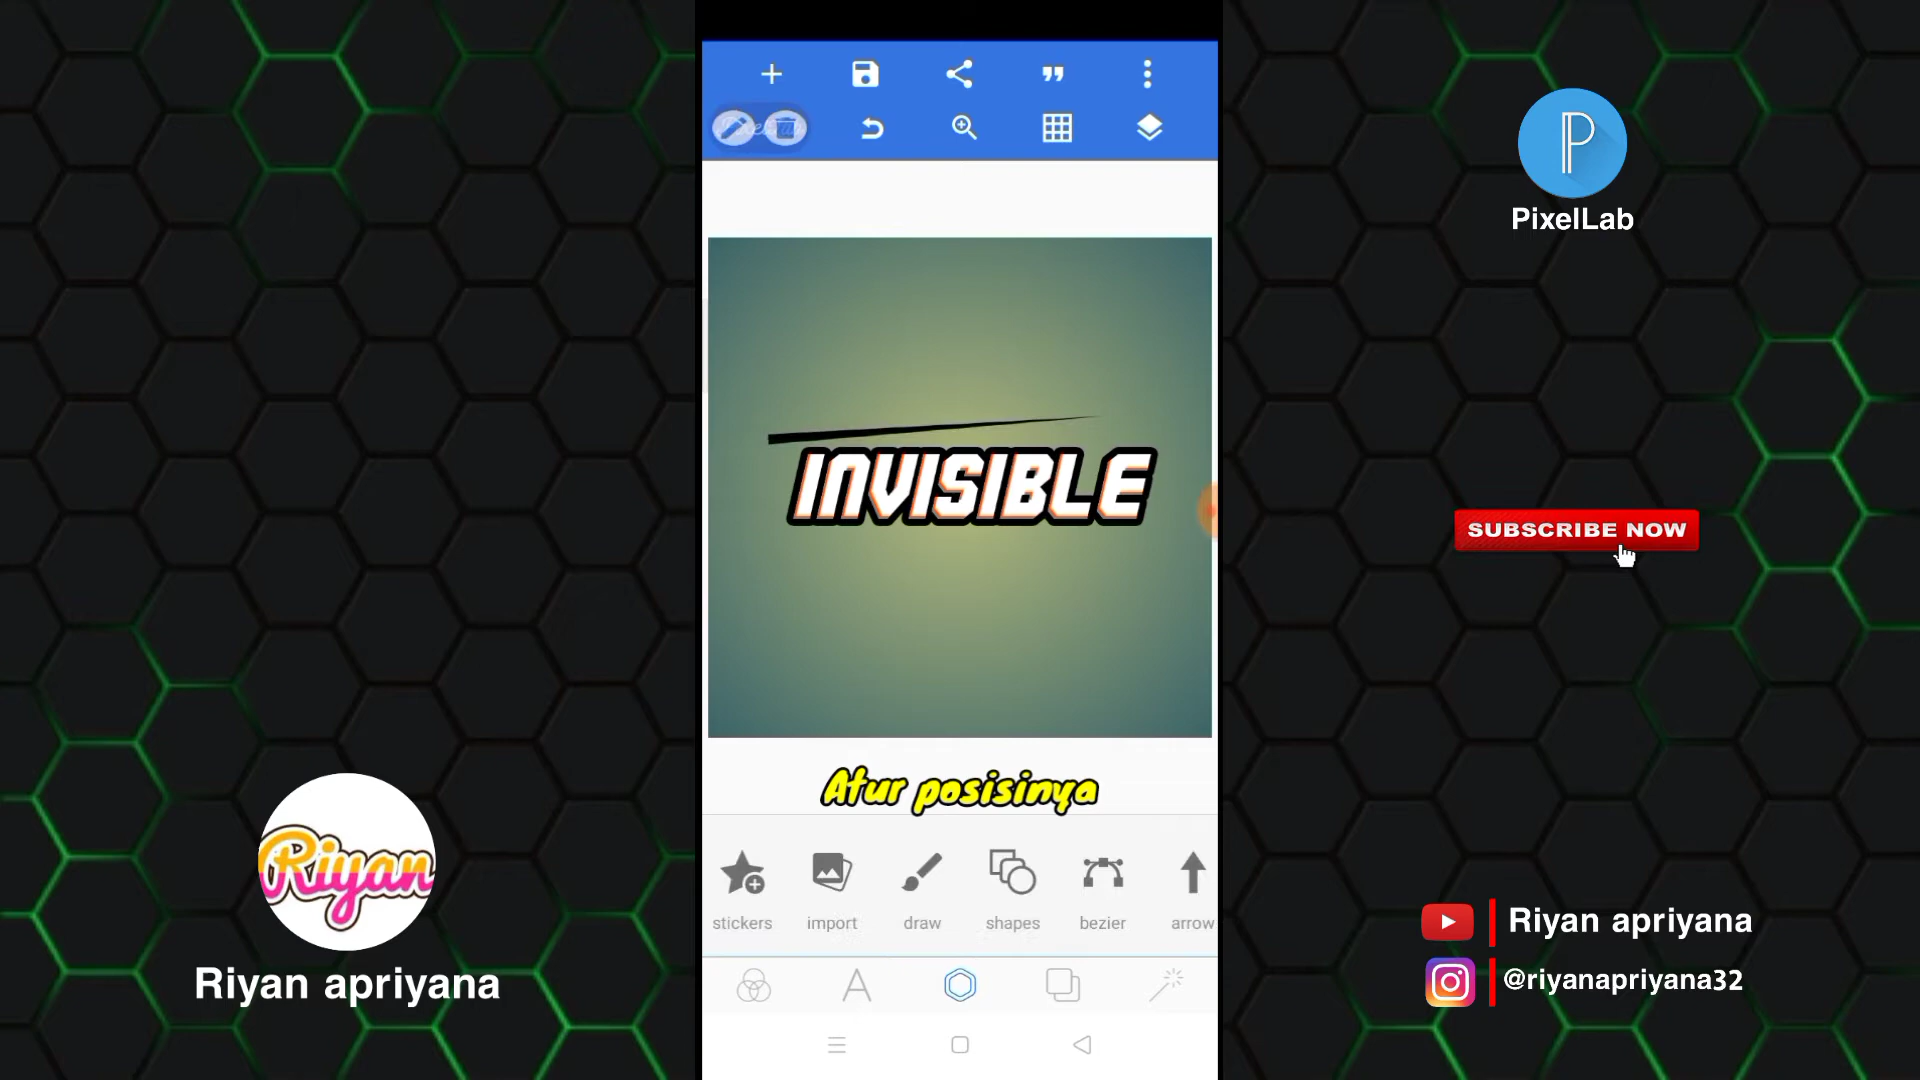 PixelLab
INVISIBLE
SUBSCRIBE NOW
Atur posisinya
Riyan
stickers
import
draw
shapes
bezier
arrow
Riyan apriyana
Riyan apriyana
@riyanapriyana32